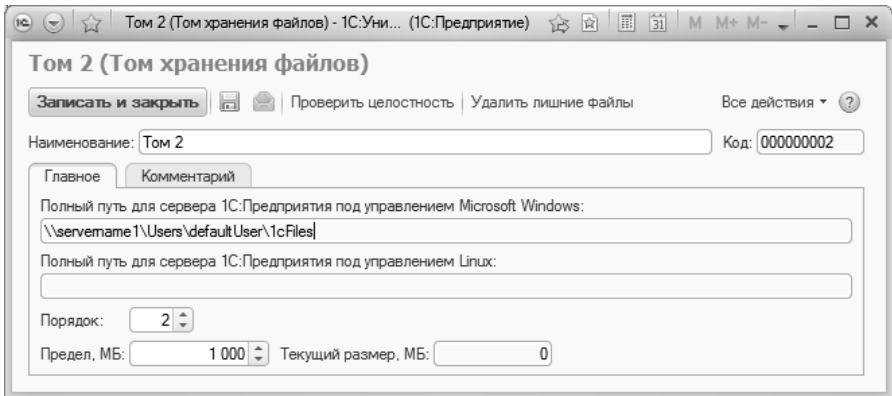 1С Том 2 (Том хранения файлов) - 1С:Уни... (1С:Предприятие) 31 M M+ M-
Том 2 (Том хранения файлов)
Записать и закрыть Проверить целостность Удалить лишние файлы Все действия ?
Наименование: Том 2 Код: 000000002
Главное Комментарий
Полный путь для сервера 1С:Предприятия под управлением Microsoft Windows:
\\servername1\Users\defaultUser\1cFiles
Полный путь для сервера 1С:Предприятия под управлением Linux:
Порядок: 2
Предел, МБ: 1 000 Текущий размер, МБ: 0